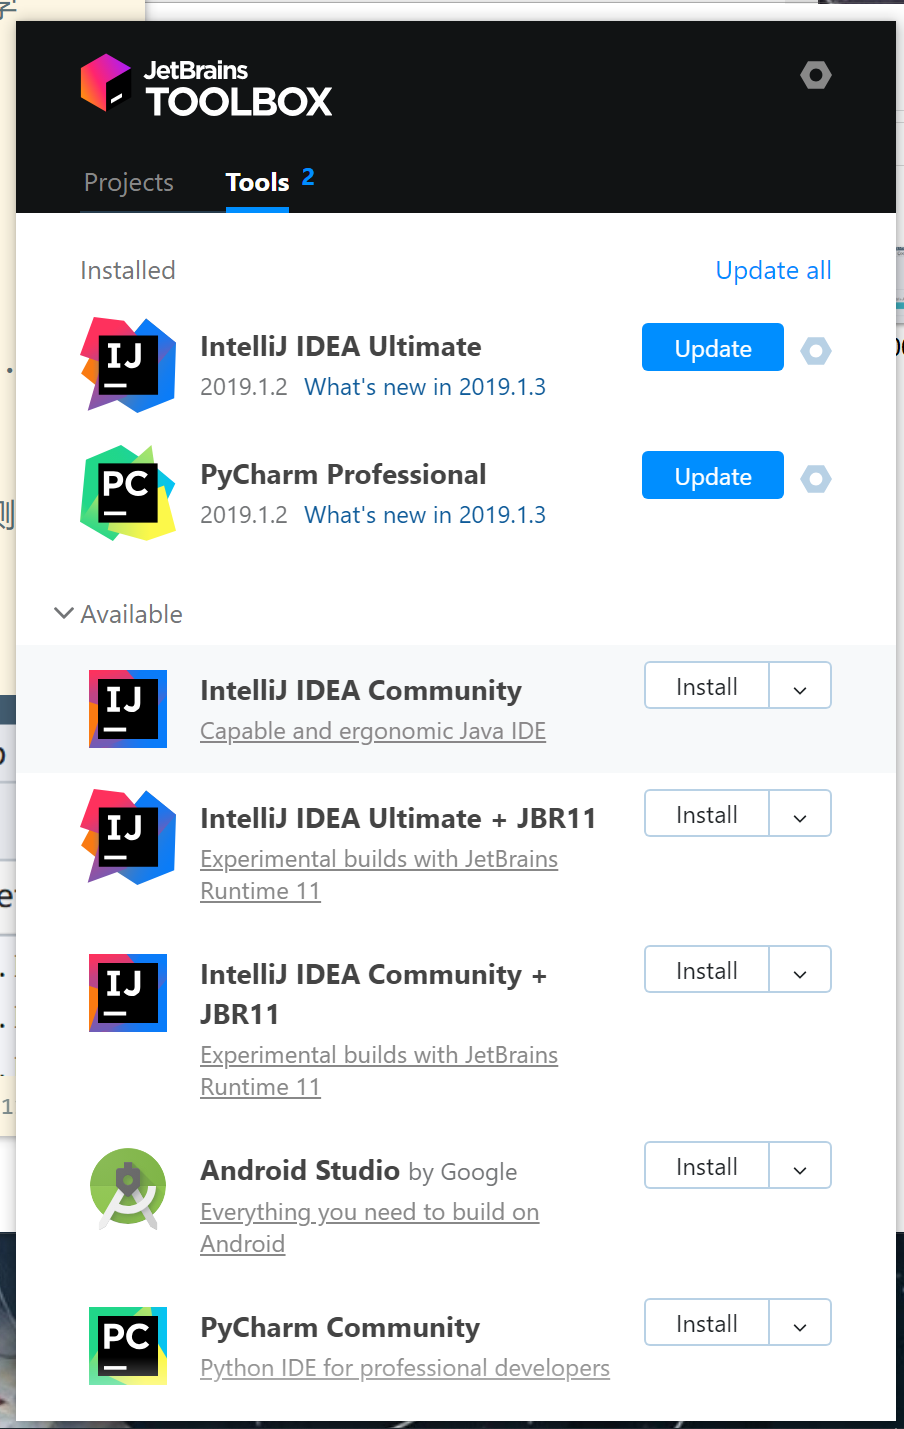 JetBrains
TOOLBOX
Projects Tools 2
Installed Update all
IJ IntelliJ IDEA Ultimate Update
2019.1.2 What's new in 2019.1.3
PC PyCharm Professional Update
2019.1.2 What's new in 2019.1.3
Available
IJ IntelliJ IDEA Community Install
Capable and ergonomic Java IDE
IJ IntelliJ IDEA Ultimate + JBR11 Install
Experimental builds with JetBrains
Runtime 11
IJ IntelliJ IDEA Community + Install
JBR11
Experimental builds with JetBrains
Runtime 11
Android Studio by Google Install
Everything you need to build on
Android
PC PyCharm Community Install
Python IDE for professional developers